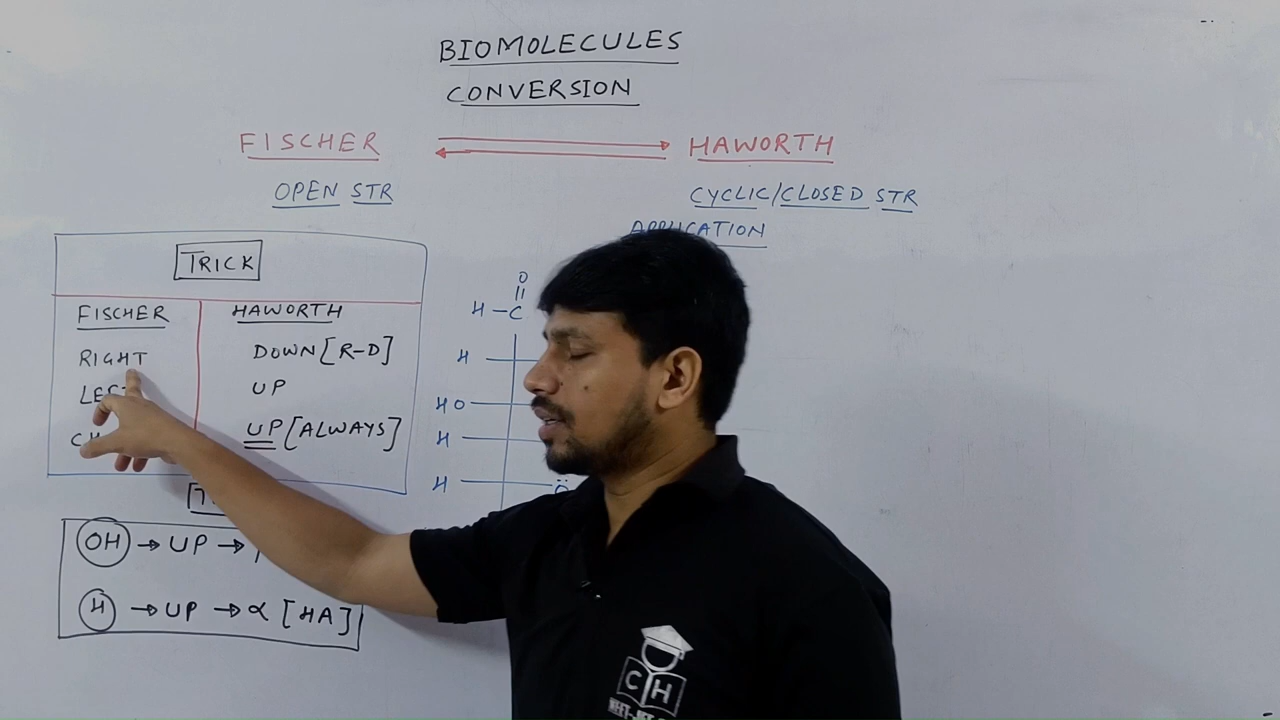 BIOMOLECULES
CONVERSION
FISCHER HAWORTH
OPEN STR CYCLIC/CLOSED STR
APPLICATION
TRICK
FISCHER HAWORTH
RIGHT DOWN [R-D]
UP
UP [ALWAYS]
OH → UP →
H → UP → α [HA]
O
H - C
H
HO
H
H
CH